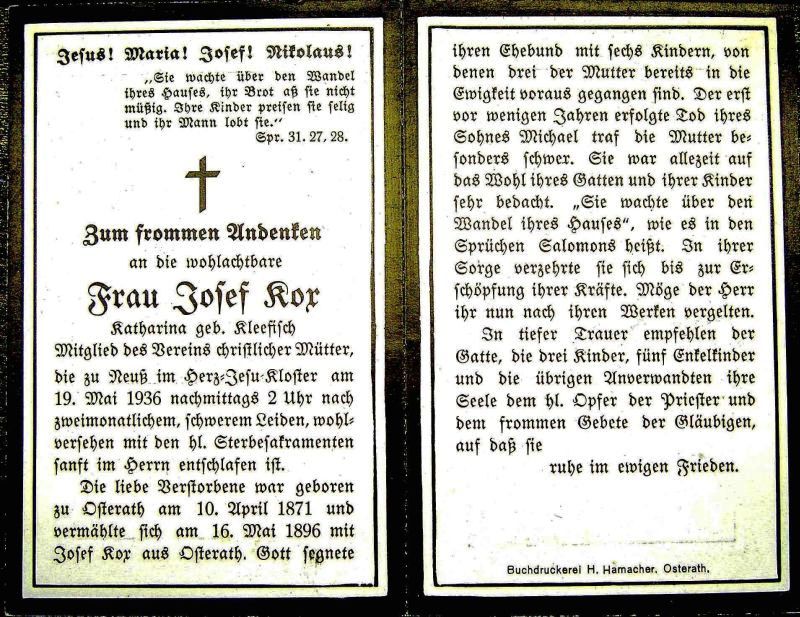 Jesus! Maria! Josef! Nikolaus!
„Sie wachte über den Wandel
ihres Hauses, ihr Brot aß sie nicht
müßig. Ihre Kinder preisen sie selig
und ihr Mann lobt sie.“
Spr. 31. 27, 28.
Zum frommen Andenken
an die wohlachtbare
Frau Josef Kox
Katharina geb. Kleefisch
Mitglied des Vereins christlicher Mütter,
die zu Neuß im Herz-Jesu-Kloster am
19. Mai 1936 nachmittags 2 Uhr nach
zweimonatlichem, schwerem Leiden, wohl-
versehen mit den hl. Sterbesakramenten
sanft im Herrn entschlafen ist.
Die liebe Verstorbene war geboren
zu Osterath am 10. April 1871 und
vermählte sich am 16. Mai 1896 mit
Josef Kox aus Osterath. Gott segnete
ihren Ehebund mit sechs Kindern, von
denen drei der Mutter bereits in die
Ewigkeit voraus gegangen sind. Der erst
vor wenigen Jahren erfolgte Tod ihres
Sohnes Michael traf die Mutter be-
sonders schwer. Sie war allezeit auf
das Wohl ihres Gatten und ihrer Kinder
sehr bedacht. „Sie wachte über den
Wandel ihres Hauses“, wie es in den
Sprüchen Salomons heißt. In ihrer
Sorge verzehrte sie sich bis zur Er-
schöpfung ihrer Kräfte. Möge der Herr
ihr nun nach ihren Werken vergelten.
In tiefer Trauer empfehlen der
Gatte, die drei Kinder, fünf Enkelkinder
und die übrigen Anverwandten ihre
Seele dem hl. Opfer der Priester und
dem frommen Gebete der Gläubigen,
auf daß sie
ruhe im ewigen Frieden.
Buchdruckerei H. Hamacher, Osterath.